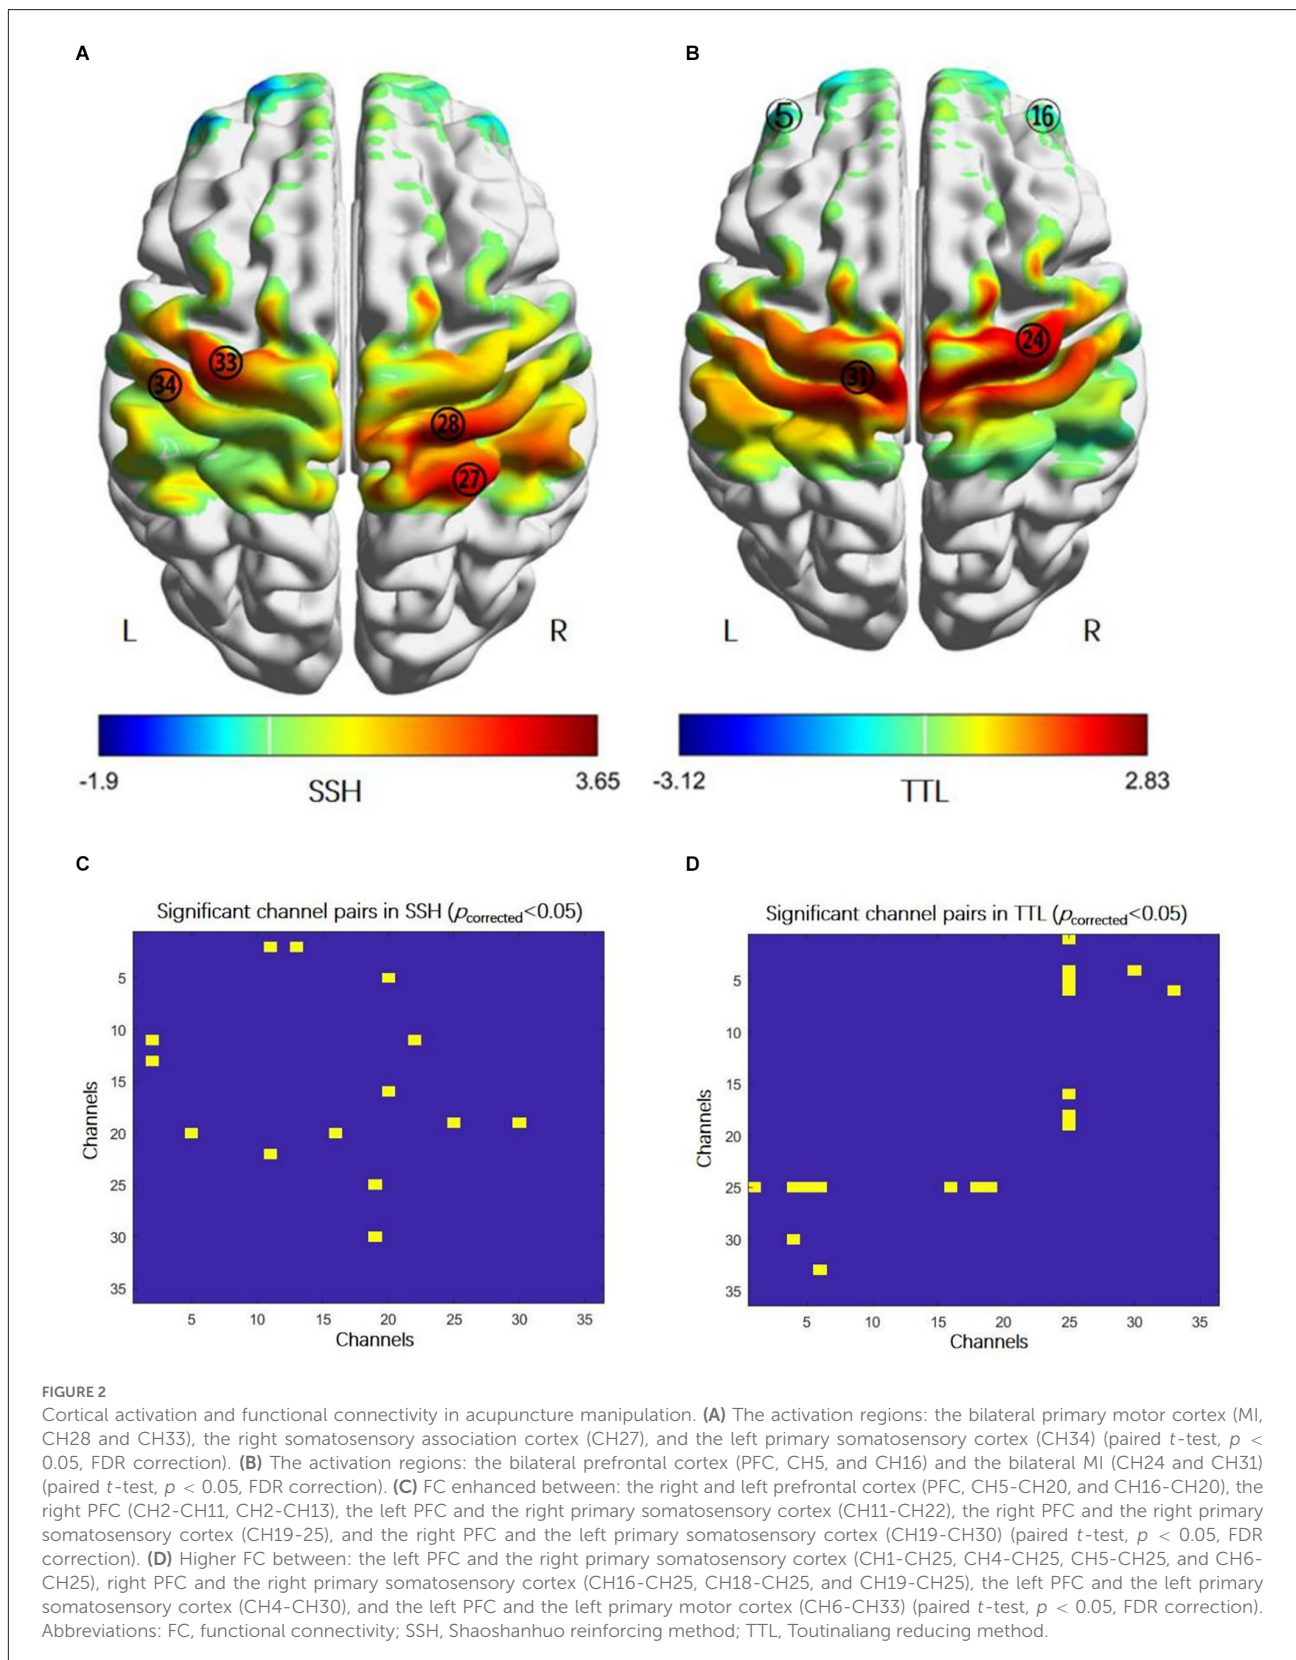 A
B
5
16
33
34
28
27
24
31
L
R
L
R
-1.9
3.65
SSH
-3.12
2.83
TTL
C
D
Significant channel pairs in SSH (pcorrected<0.05)
Significant channel pairs in TTL (pcorrected<0.05)
5
10
15
20
25
30
35
Channels
5
10
15
20
25
30
35
Channels
5
10
15
20
25
30
35
Channels
5
10
15
20
25
30
35
Channels
FIGURE 2
Cortical activation and functional connectivity in acupuncture manipulation. (A) The activation regions: the bilateral primary motor cortex (MI,
CH28 and CH33), the right somatosensory association cortex (CH27), and the left primary somatosensory cortex (CH34) (paired t-test, p <
0.05, FDR correction). (B) The activation regions: the bilateral prefrontal cortex (PFC, CH5, and CH16) and the bilateral MI (CH24 and CH31)
(paired t-test, p < 0.05, FDR correction). (C) FC enhanced between: the right and left prefrontal cortex (PFC, CH5-CH20, and CH16-CH20), the
right PFC (CH2-CH11, CH2-CH13), the left PFC and the right primary somatosensory cortex (CH11-CH22), the right PFC and the right primary
somatosensory cortex (CH19-25), and the right PFC and the left primary somatosensory cortex (CH19-CH30) (paired t-test, p < 0.05, FDR
correction). (D) Higher FC between: the left PFC and the right primary somatosensory cortex (CH1-CH25, CH4-CH25, CH5-CH25, and CH6-
CH25), right PFC and the right primary somatosensory cortex (CH16-CH25, CH18-CH25, and CH19-CH25), the left PFC and the left primary
somatosensory cortex (CH4-CH30), and the left PFC and the left primary motor cortex (CH6-CH33) (paired t-test, p < 0.05, FDR correction).
Abbreviations: FC, functional connectivity; SSH, Shaoshanhuo reinforcing method; TTL, Toutinaliang reducing method.